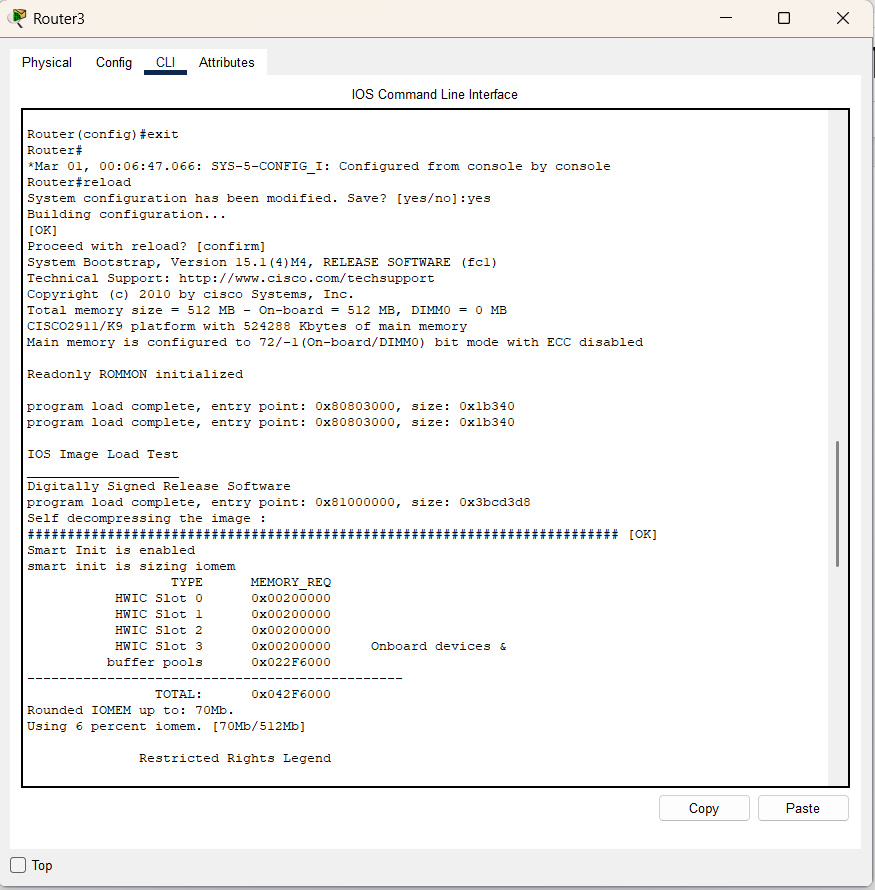 Router3
Physical Config CLI Attributes
IOS Command Line Interface
Router(config)#exit
Router#
*Mar 01, 00:06:47.066: SYS-5-CONFIG_I: Configured from console by console
Router#reload
System configuration has been modified. Save? [yes/no]:yes
Building configuration...
[OK]
Proceed with reload? [confirm]
System Bootstrap, Version 15.1(4)M4, RELEASE SOFTWARE (fc1)
Technical Support: http://www.cisco.com/techsupport
Copyright (c) 2010 by cisco Systems, Inc.
Total memory size = 512 MB - On-board = 512 MB, DIMM0 = 0 MB
CISCO2911/K9 platform with 524288 Kbytes of main memory
Main memory is configured to 72/-1(On-board/DIMM0) bit mode with ECC disabled
Readonly ROMMON initialized
program load complete, entry point: 0x80803000, size: 0x1b340
program load complete, entry point: 0x80803000, size: 0x1b340
IOS Image Load Test
___________________
Digitally Signed Release Software
program load complete, entry point: 0x81000000, size: 0x3bcd3d8
Self decompressing the image :
########################################################################## [OK]
Smart Init is enabled
smart init is sizing iomem
TYPE MEMORY_REQ
HWIC Slot 0 0x00200000
HWIC Slot 1 0x00200000
HWIC Slot 2 0x00200000
HWIC Slot 3 0x00200000 Onboard devices &
buffer pools 0x022F6000
-----------------------------------------------
TOTAL: 0x042F6000
Rounded IOMEM up to: 70Mb.
Using 6 percent iomem. [70Mb/512Mb]
Restricted Rights Legend
Copy Paste
Top